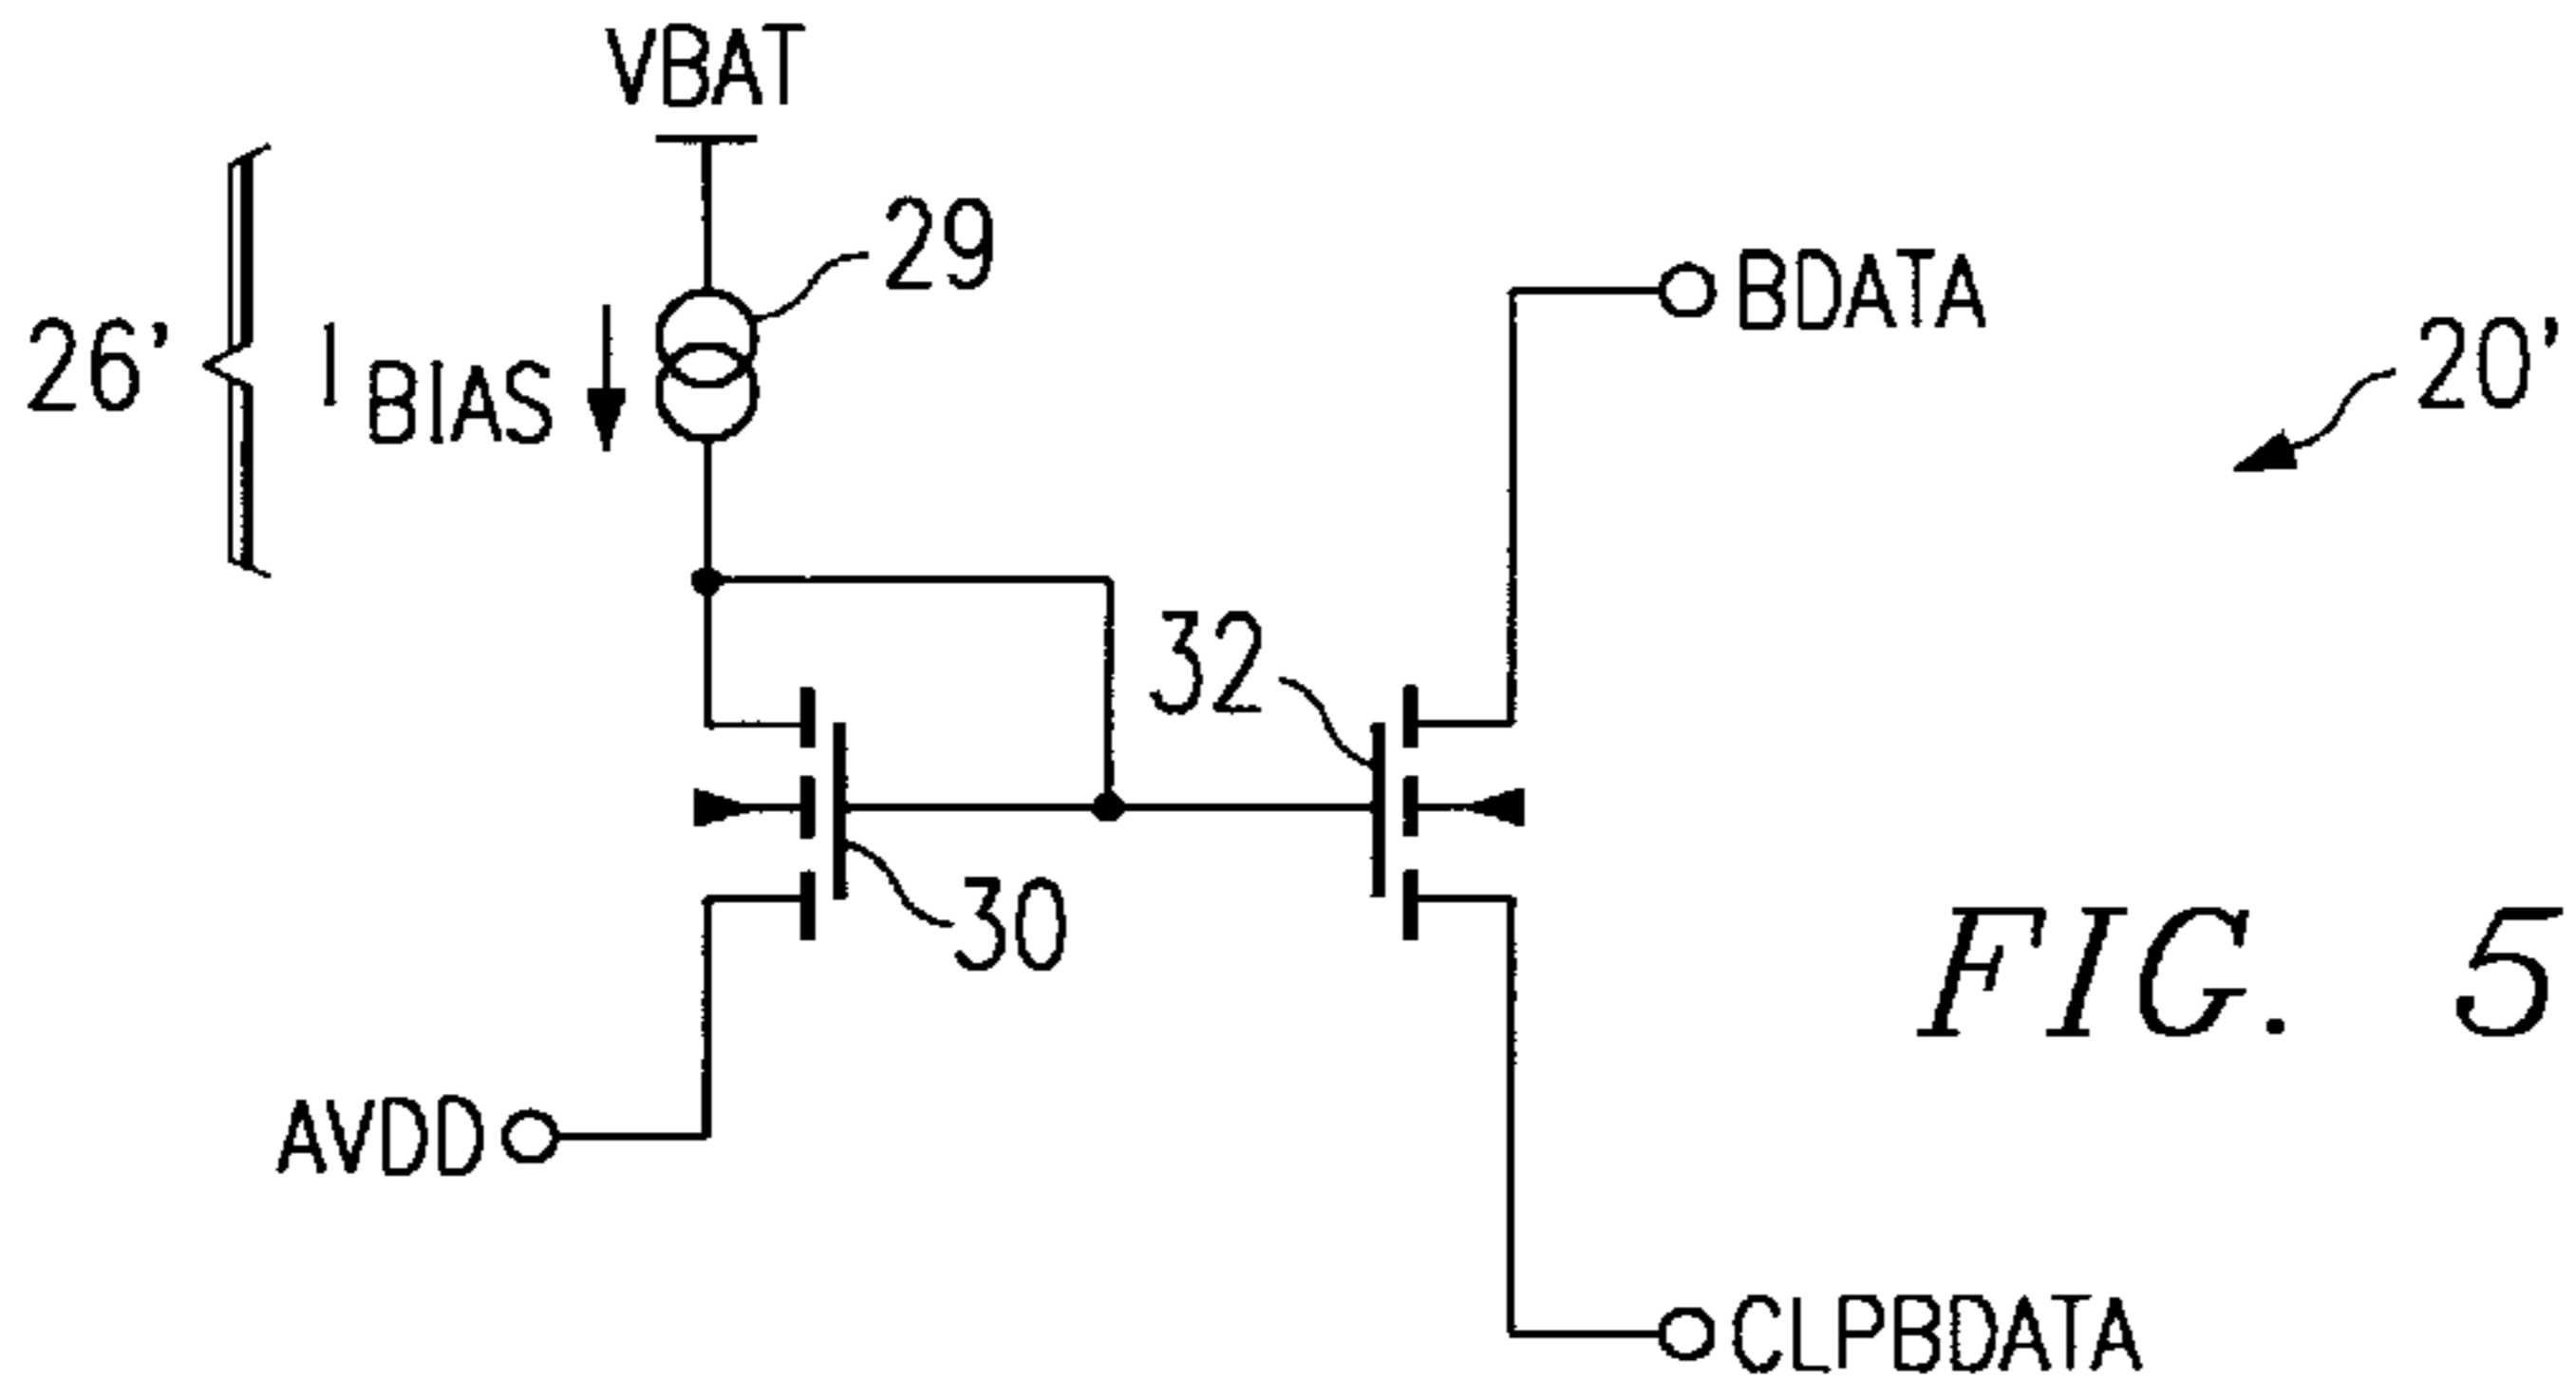 VBAT
29
BDATA
26'
I BIAS
20'
32
30
FIG. 5
AVDD
CLPBDATA